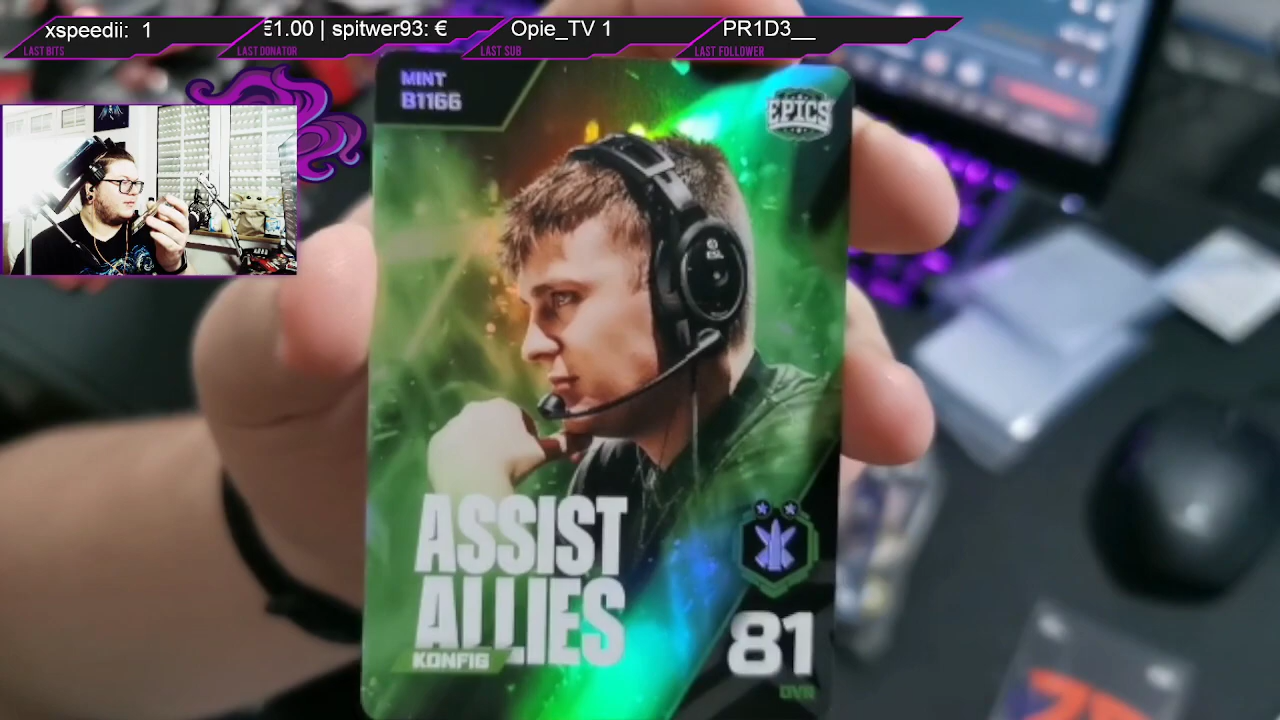 xspeedii: 1
LAST BITS
1.00 | spitwer93: €
LAST DONATOR
Opie_TV 1
LAST SUB
PR1D3__
LAST FOLLOWER
MINT
B1166
EPICS
ESL
ASSIST
ALLIES
KONFIG
81
OVR